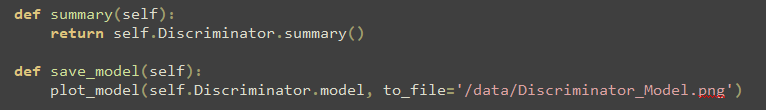 def summary(self):
    return self.Discriminator.summary()
def save_model(self):
    plot_model(self.Discriminator.model, to_file='/data/Discriminator_Model.png')